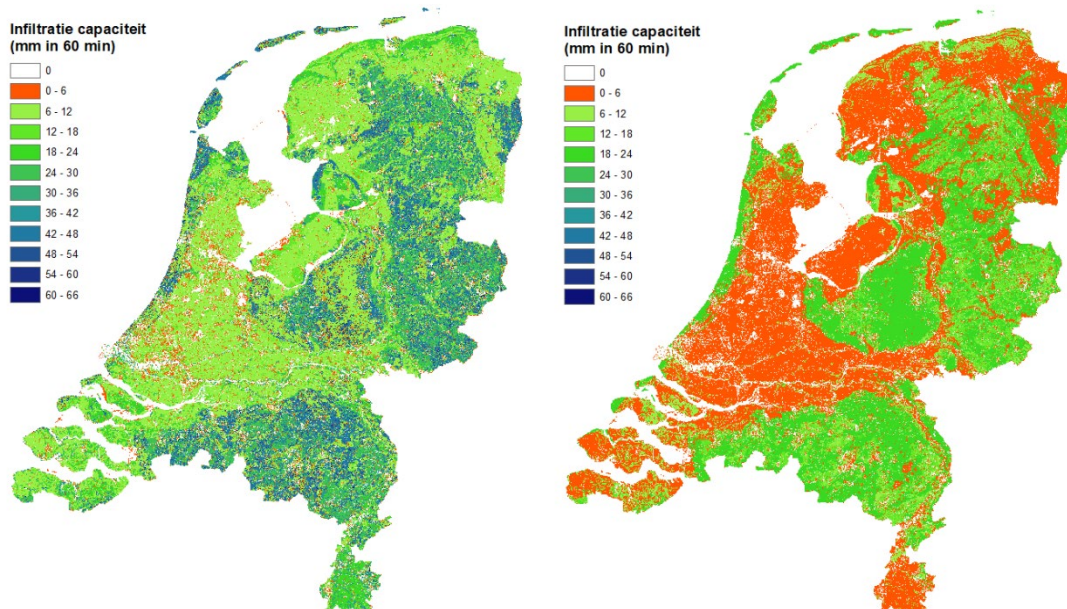 Infiltratie capaciteit
(mm in 60 min)
0
0 - 6
6 - 12
12 - 18
18 - 24
24 - 30
30 - 36
36 - 42
42 - 48
48 - 54
54 - 60
60 - 66
Infiltratie capaciteit
(mm in 60 min)
0
0 - 6
6 - 12
12 - 18
18 - 24
24 - 30
30 - 36
36 - 42
42 - 48
48 - 54
54 - 60
60 - 66